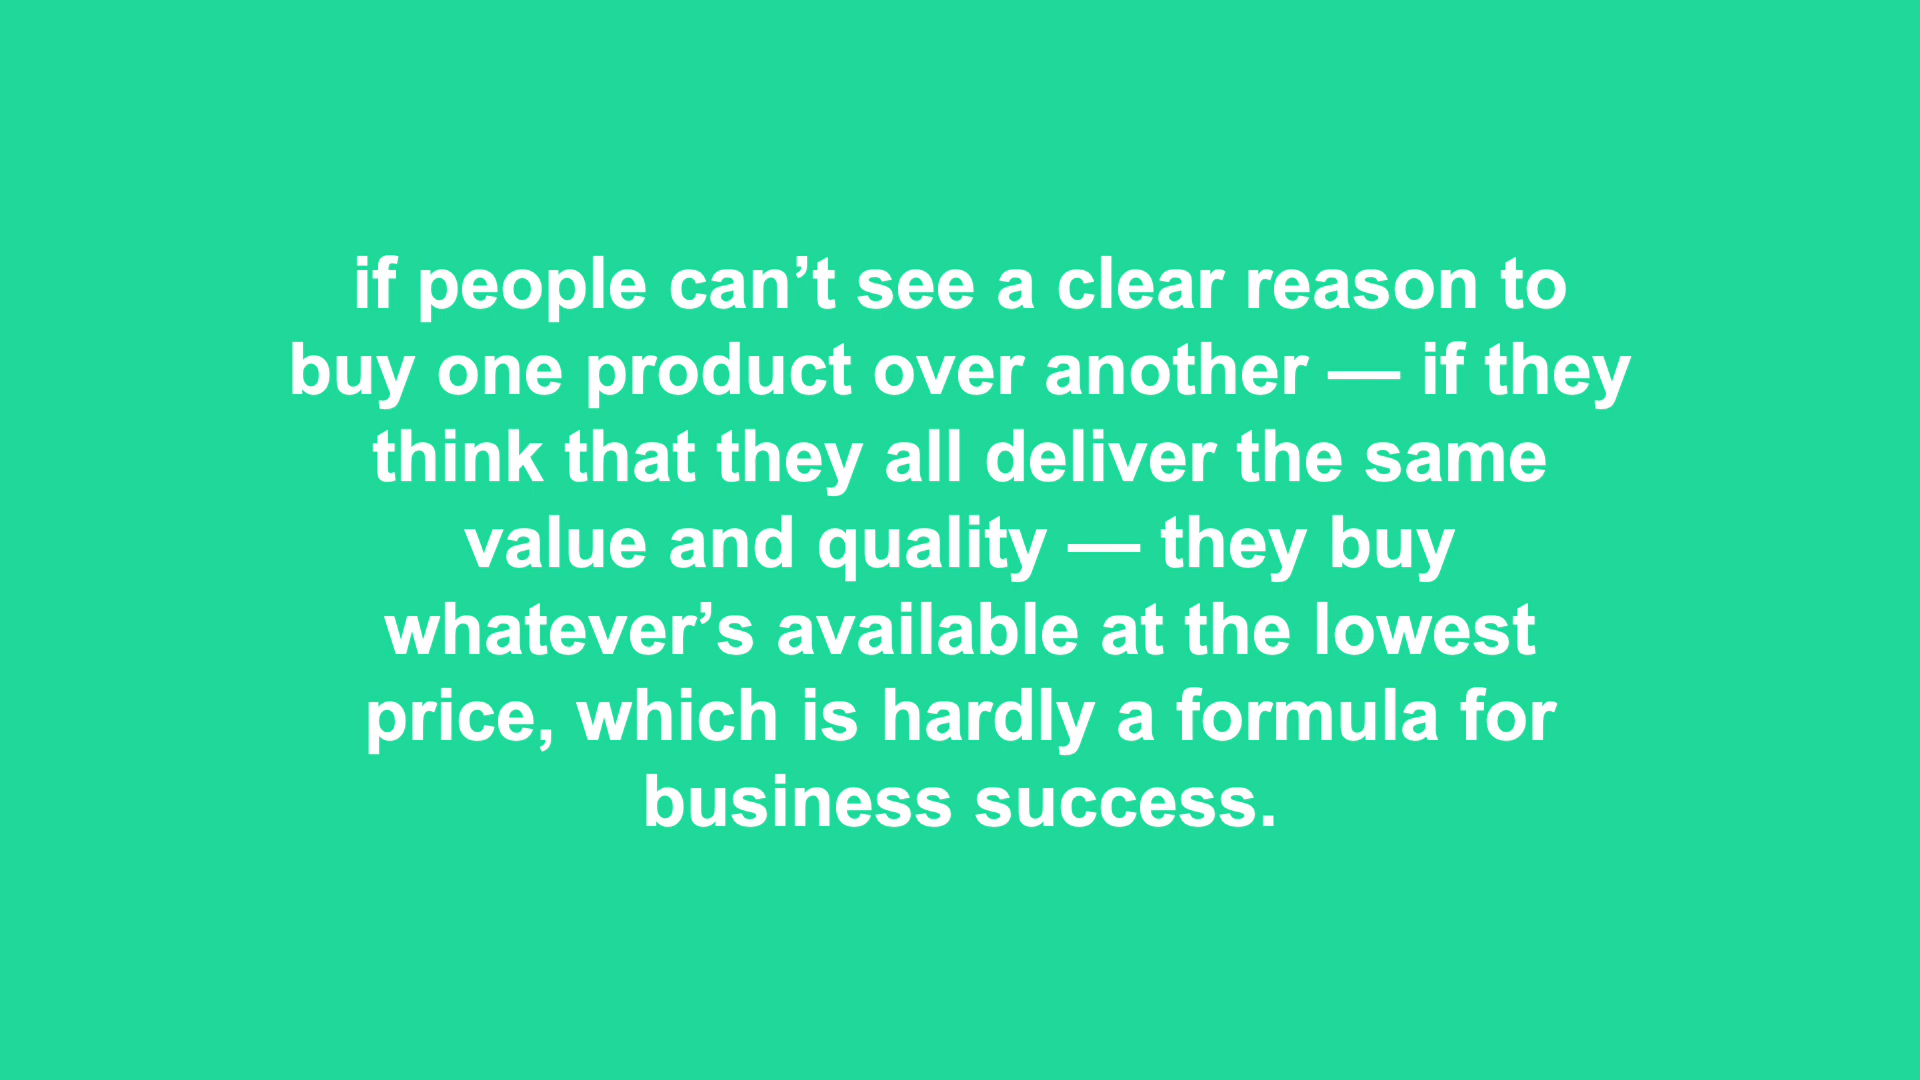 if people can’t see a clear reason to
buy one product over another — if they
think that they all deliver the same
value and quality — they buy
whatever’s available at the lowest
price, which is hardly a formula for
business success.